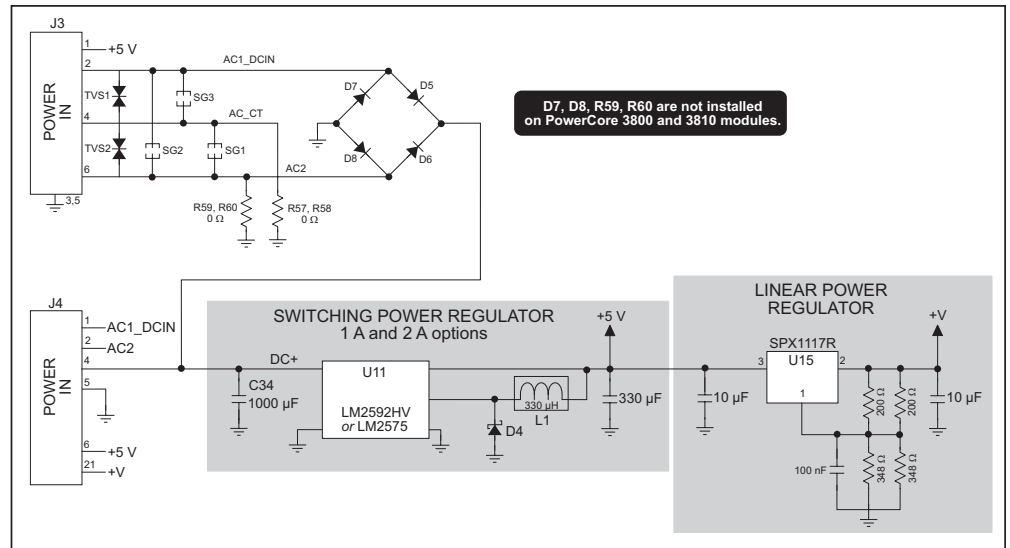 J3
POWER IN
1
+5 V
2
AC1_DCIN
TVS1
SG3
D7
D5
4
AC_CT
TVS2
SG2
SG1
D8
D6
6
AC2
3,5
R59, R60
0 Ω
R57, R58
0 Ω
D7, D8, R59, R60 are not installed
on PowerCore 3800 and 3810 modules.
J4
POWER IN
1
AC1_DCIN
2
AC2
4
5
6
+5 V
21
+V
SWITCHING POWER REGULATOR
1 A and 2 A options
DC+
C34
1000 µF
U11
LM2592HV
or LM2575
D4
330 µH
L1
+5 V
330 µF
LINEAR POWER
REGULATOR
10 µF
SPX1117R
3
U15
2
1
+V
200 Ω
200 Ω
10 µF
100 nF
348 Ω
348 Ω